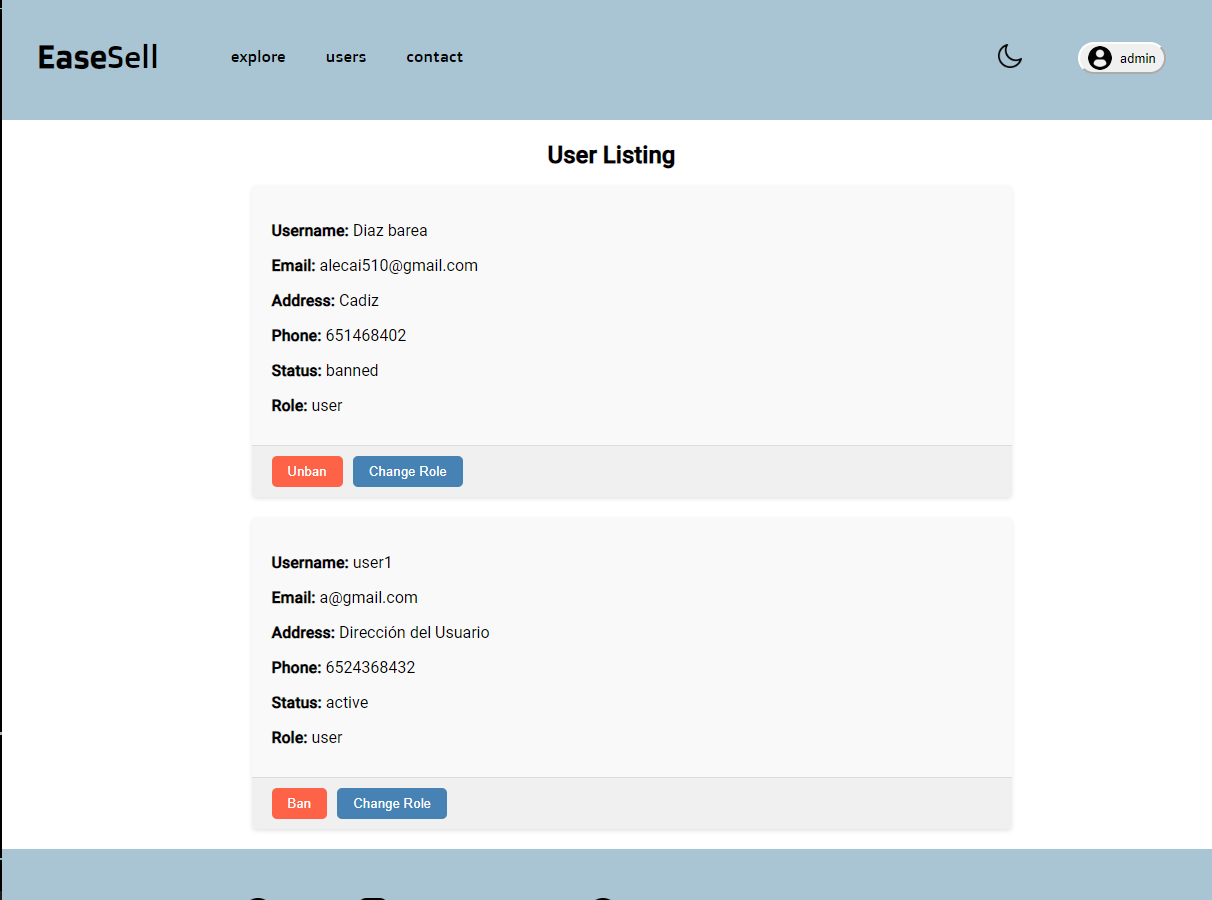 EaseSell explore users contact admin
User Listing
Username: Diaz barea
Email: alecai510@gmail.com
Address: Cadiz
Phone: 651468402
Status: banned
Role: user
Unban Change Role
Username: user1
Email: a@gmail.com
Address: Dirección del Usuario
Phone: 6524368432
Status: active
Role: user
Ban Change Role